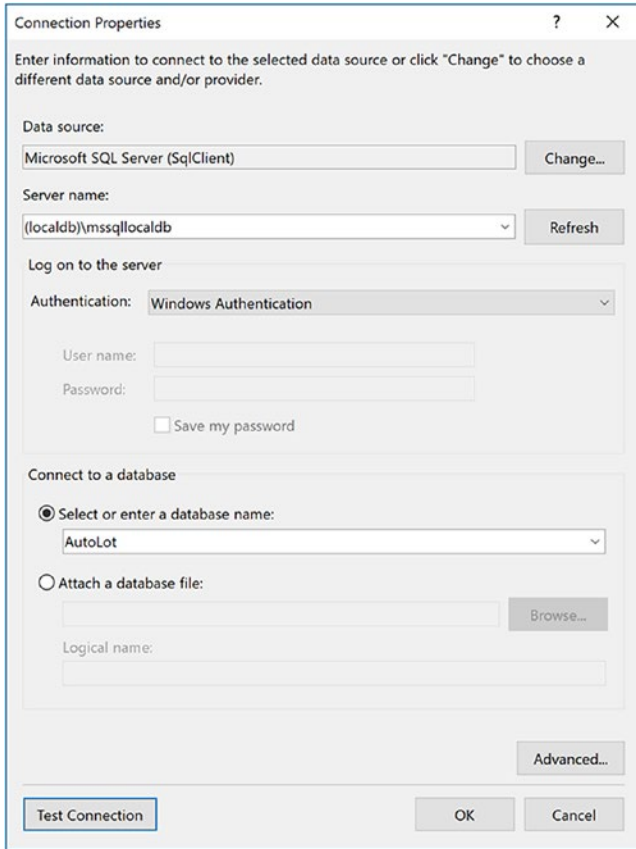 Connection Properties
?
Enter information to connect to the selected data source or click "Change" to choose a
different data source and/or provider.
Data source:
Microsoft SQL Server (SqlClient)
Change...
Server name:
(localdb)\mssqllocaldb
Refresh
Log on to the server
Authentication:
Windows Authentication
User name:
Password:
Save my password
Connect to a database
Select or enter a database name:
AutoLot
Attach a database file:
Browse...
Logical name:
Advanced...
Test Connection
OK
Cancel